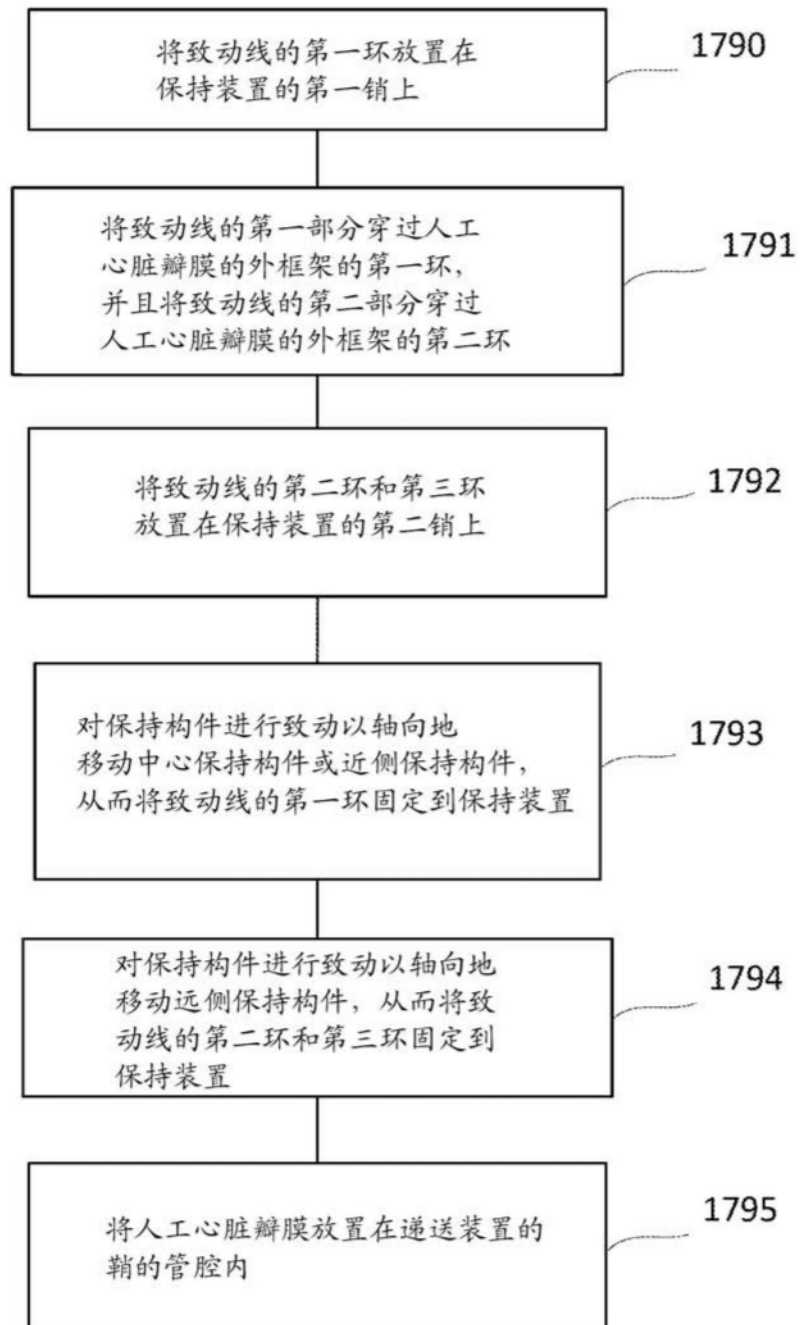 将致动线的第一环放置在
保持装置的第一销上
1790
将致动线的第一部分穿过人工
心脏瓣膜的外框架的第一环，
并且将致动线的第二部分穿过
人工心脏瓣膜的外框架的第二环
1791
将致动线的第二环和第三环
放置在保持装置的第二销上
1792
对保持构件进行致动以轴向地
移动中心保持构件或近侧保持构件，
从而将致动线的第一环固定到保持装置
1793
对保持构件进行致动以轴向地
移动远侧保持构件，从而将致
动线的第二环和第三环固定到
保持装置
1794
将人工心脏瓣膜放置在递送装置的
鞘的管腔内
1795